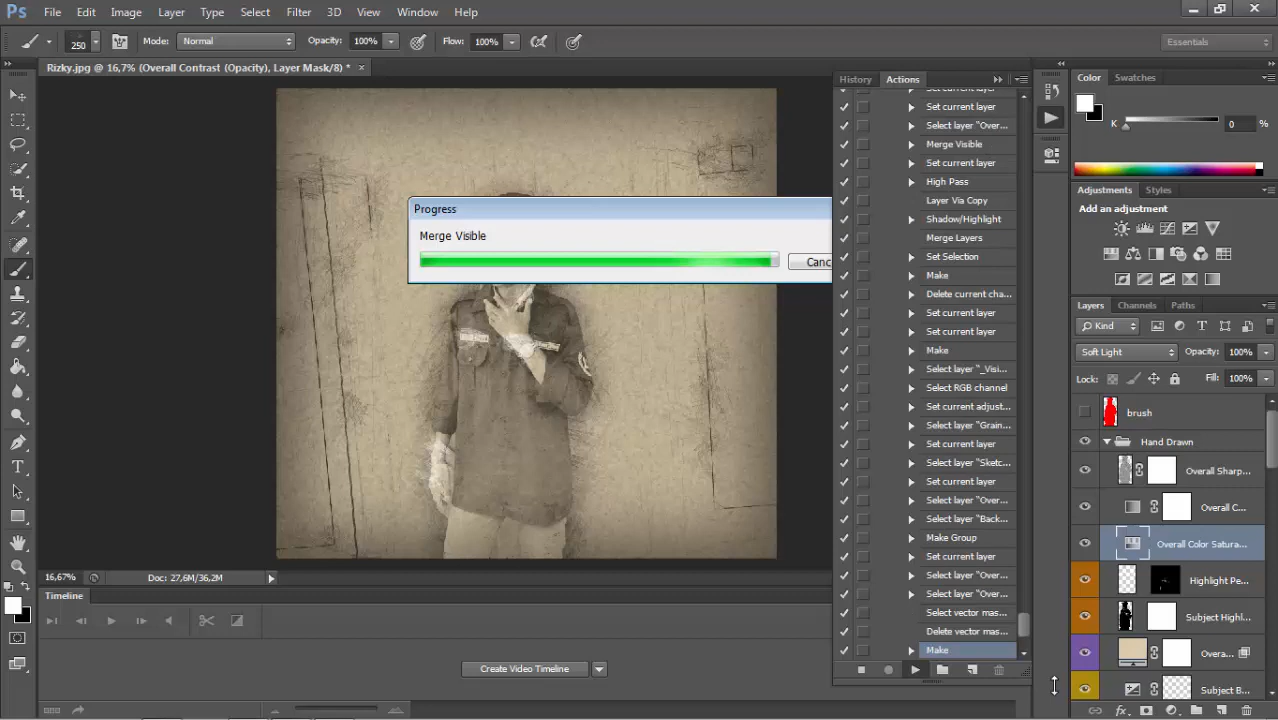 Ps File Edit Image Layer Type Select Filter 3D View Window Help
250 Mode: Normal Opacity: 100% Flow: 100% Essentials
Rizky.jpg @ 16,7% (Overall Contrast (Opacity), Layer Mask/8) *
History Actions
Set current layer
Set current layer
Select layer "Over...
Merge Visible
Set current layer
High Pass
Layer Via Copy
Shadow/Highlight
Merge Layers
Set Selection
Make
Delete current cha...
Set current layer
Set current layer
Make
Select layer "_Visi...
Select RGB channel
Set current adjust...
Select layer "Grain...
Set current layer
Select layer "Sketc...
Set current layer
Select layer "Over...
Select layer "Back...
Make Group
Set current layer
Select layer "Over...
Select layer "Over...
Select vector mas...
Delete vector mas...
Make
Progress
Merge Visible
Canc
Color Swatches
K 0 %
Adjustments Styles
Add an adjustment
Layers Channels Paths
Kind
Soft Light Opacity: 100%
Lock: Fill: 100%
brush
Hand Drawn
Overall Sharp...
Overall C...
Overall Color Satura...
Highlight Pe...
Subject Highl...
Overa...
Subject B...
16,67% Doc: 27,6M/36,2M
Timeline
Create Video Timeline
fx